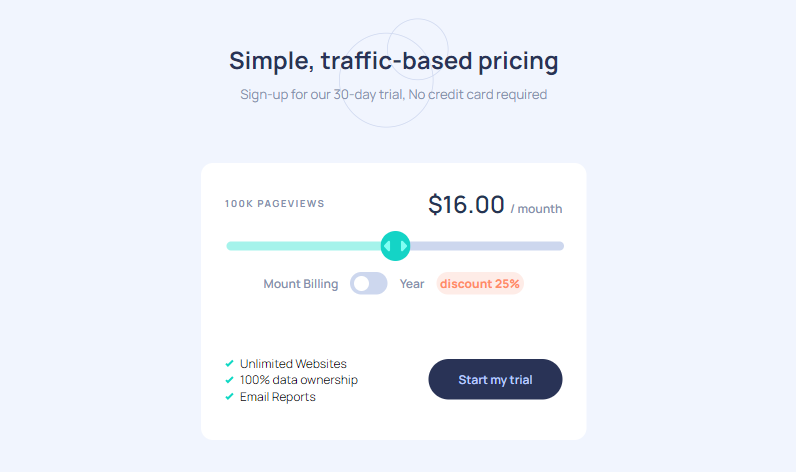 Simple, traffic-based pricing
Sign-up for our 30-day trial, No credit card required
100K PAGEVIEWS
$16.00 / mounth
Mount Billing Year discount 25%
Unlimited Websites
100% data ownership
Email Reports
Start my trial